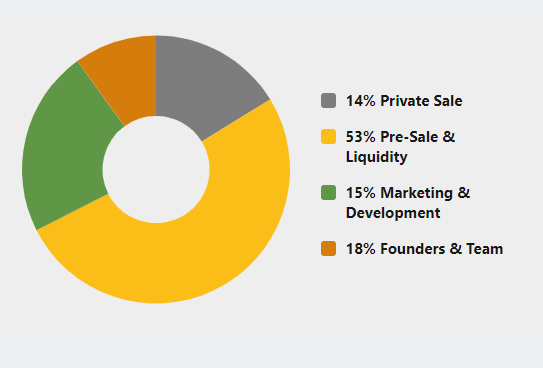 14% Private Sale
53% Pre-Sale &
Liquidity
15% Marketing &
Development
18% Founders & Team